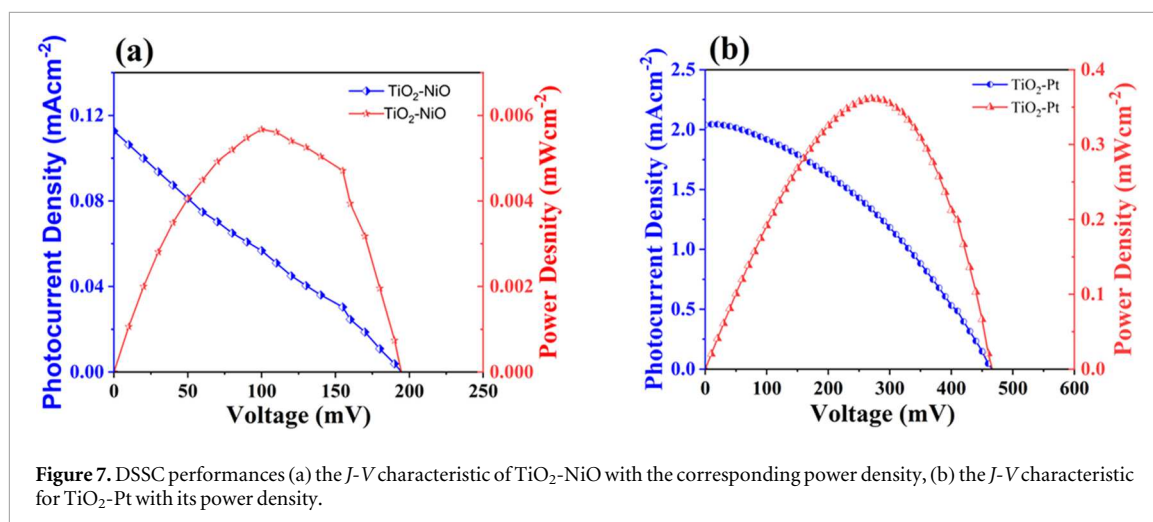 (a)
TiO₂-NiO
TiO₂-NiO
Photocurrent Density (mAcm⁻²)
0.12
0.08
0.04
0.00
0 50 100 150 200 250
Voltage (mV)
0.006
0.004
0.002
0.000
Power Desnity (mWcm⁻²)
(b)
TiO₂-Pt
TiO₂-Pt
Photocurrent Density (mAcm⁻²)
2.5
2.0
1.5
1.0
0.5
0.0
0 100 200 300 400 500 600
Voltage (mV)
0.4
0.3
0.2
0.1
0.0
Power Density (mWcm⁻²)
Figure 7. DSSC performances (a) the J-V characteristic of TiO₂-NiO with the corresponding power density, (b) the J-V characteristic
for TiO₂-Pt with its power density.